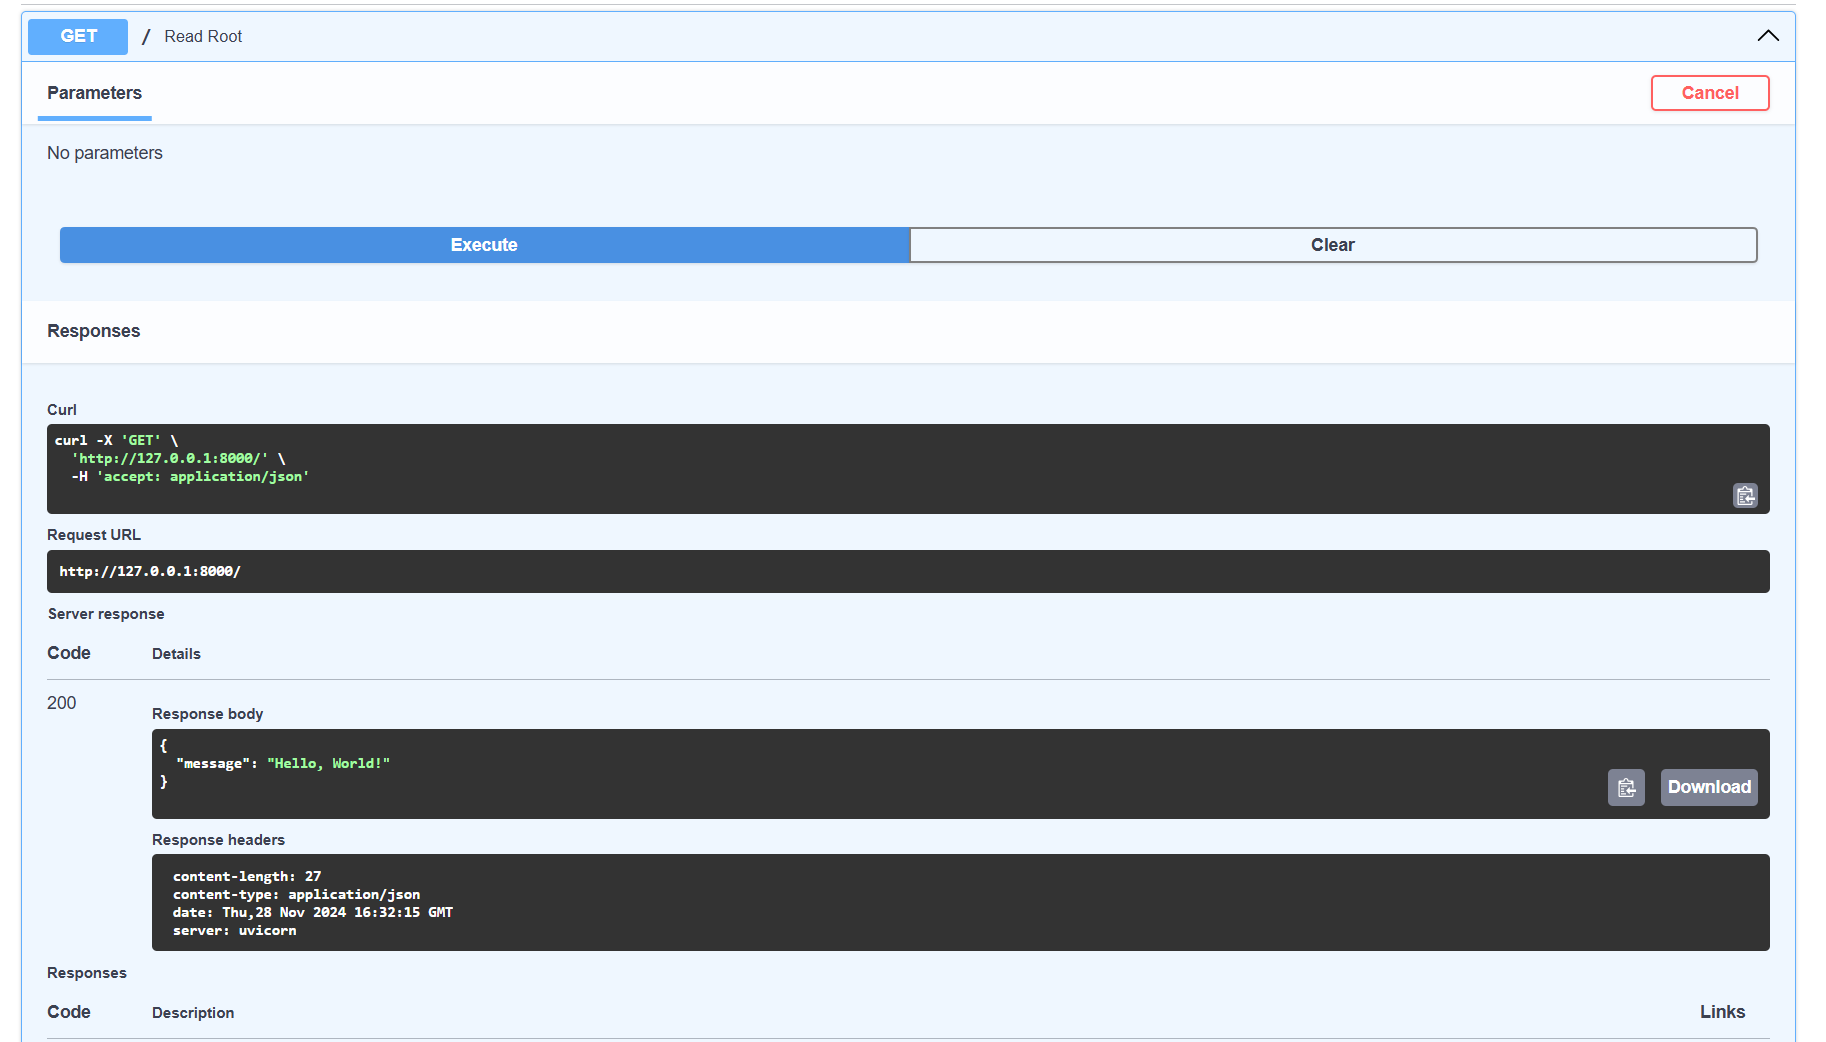 GET / Read Root
Parameters Cancel
No parameters
Execute Clear
Responses
Curl
curl -X 'GET' \
  'http://127.0.0.1:8000/' \
  -H 'accept: application/json'
Request URL
http://127.0.0.1:8000/
Server response
Code Details
200
Response body
{
  "message": "Hello, World!"
}
Download
Response headers
content-length: 27
content-type: application/json
date: Thu,28 Nov 2024 16:32:15 GMT
server: uvicorn
Responses
Code Description Links